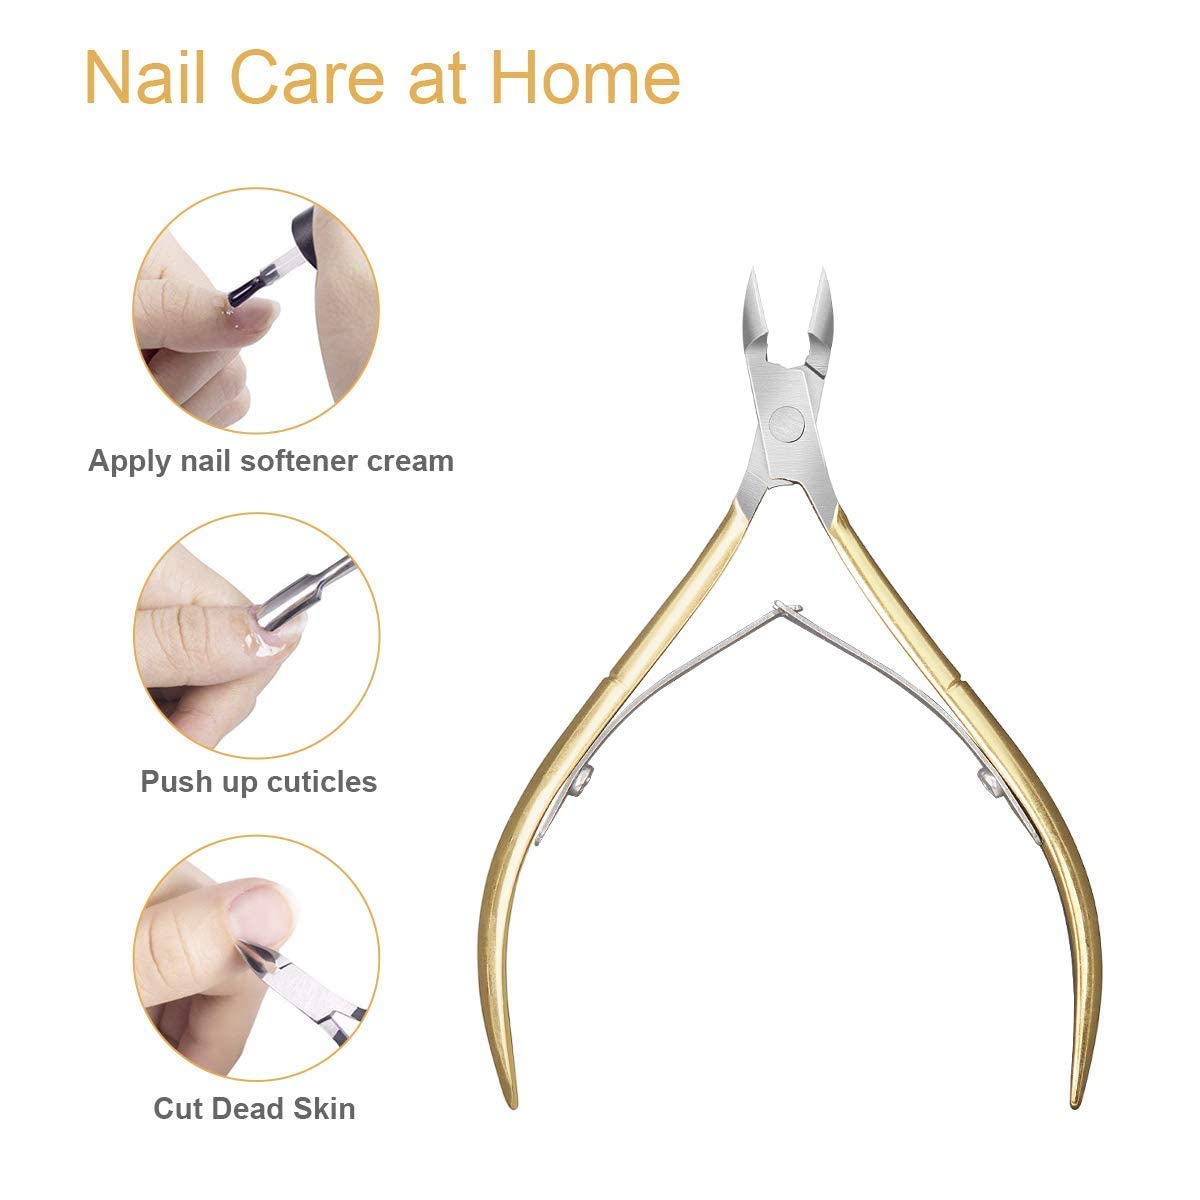 Nail Care at Home
Apply nail softener cream
Push up cuticles
Cut Dead Skin